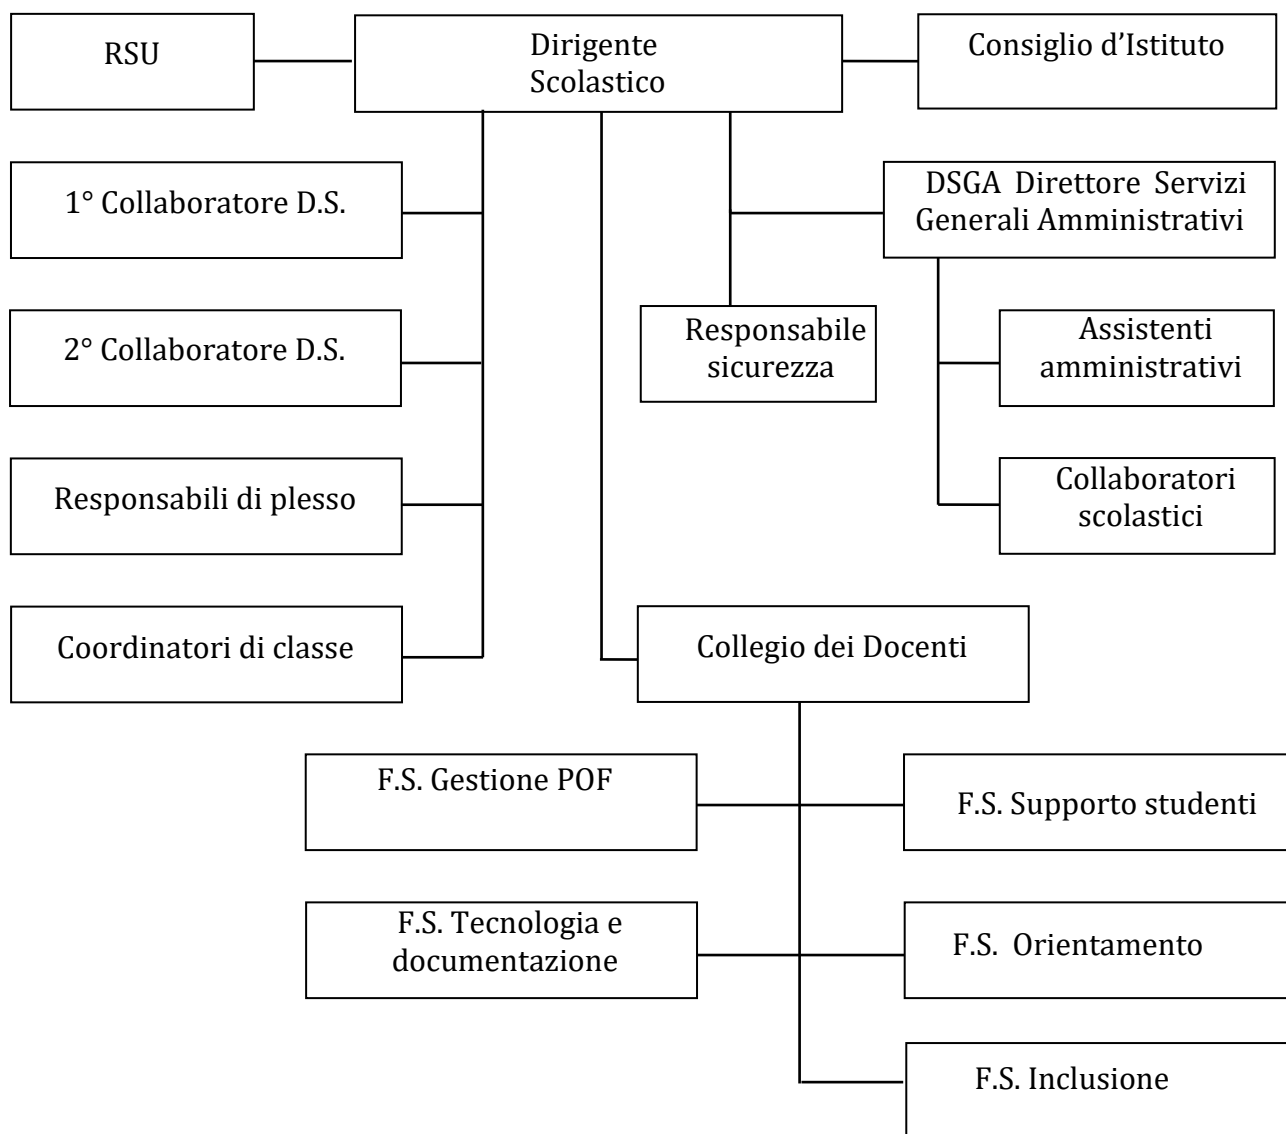 RSU
Dirigente
Scolastico
Consiglio d’Istituto
1° Collaboratore D.S.
DSGA Direttore Servizi
Generali Amministrativi
2° Collaboratore D.S.
Responsabile
sicurezza
Assistenti
amministrativi
Responsabili di plesso
Collaboratori
scolastici
Coordinatori di classe
Collegio dei Docenti
F.S. Gestione POF
F.S. Supporto studenti
F.S. Tecnologia e
documentazione
F.S. Orientamento
F.S. Inclusione